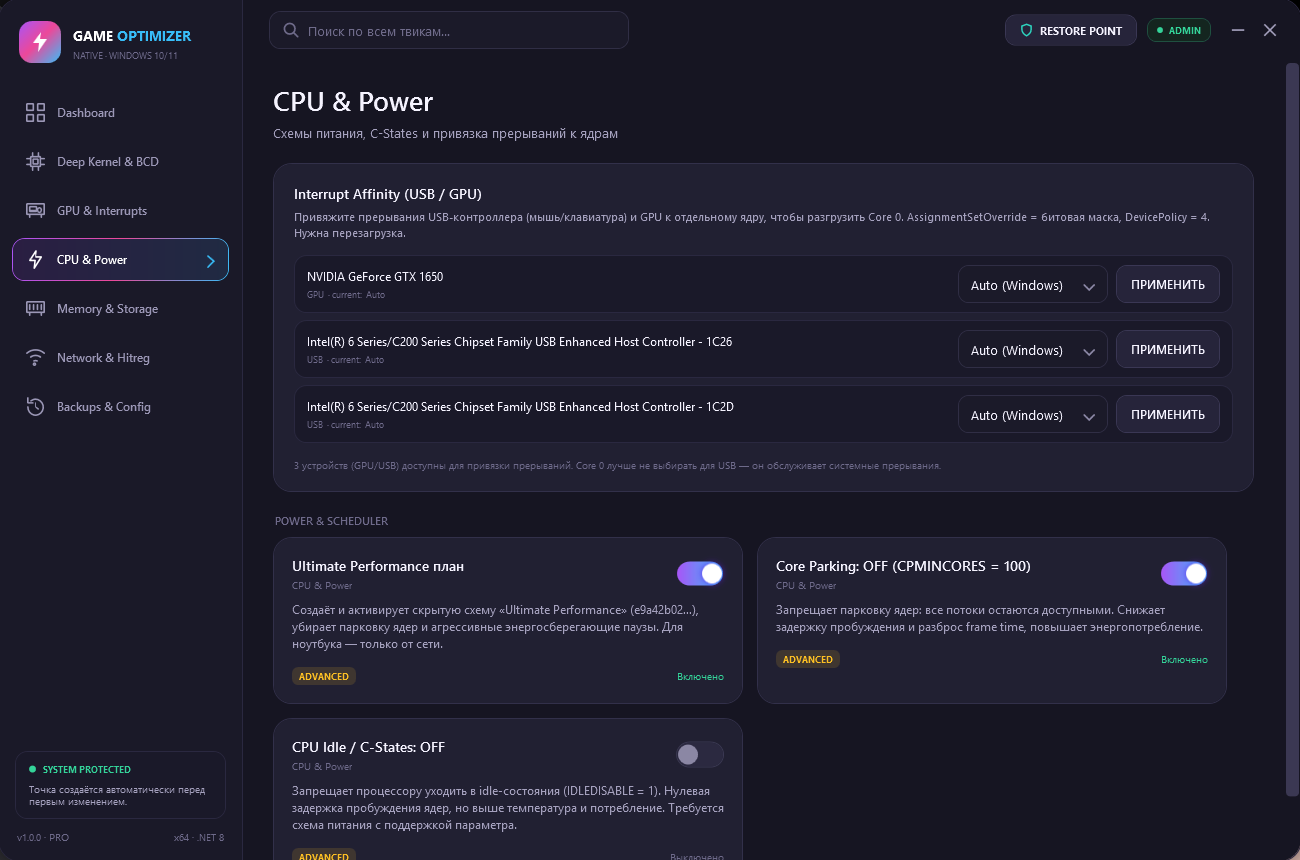 GAME OPTIMIZER
NATIVE · WINDOWS 10/11
Поиск по всем твикам...
RESTORE POINT
ADMIN
Dashboard
Deep Kernel & BCD
GPU & Interrupts
CPU & Power
Memory & Storage
Network & Hitreg
Backups & Config
SYSTEM PROTECTED
Точка создаётся автоматически перед
первым изменением.
v1.0.0 · PRO
x64 · .NET 8
CPU & Power
Схемы питания, C-States и привязка прерываний к ядрам
Interrupt Affinity (USB / GPU)
Привяжите прерывания USB-контроллера (мышь/клавиатура) и GPU к отдельному ядру, чтобы разгрузить Core 0. AssignmentSetOverride = битовая маска, DevicePolicy = 4.
Нужна перезагрузка.
NVIDIA GeForce GTX 1650
GPU · current: Auto
Auto (Windows)
ПРИМЕНИТЬ
Intel(R) 6 Series/C200 Series Chipset Family USB Enhanced Host Controller - 1C26
USB · current: Auto
Auto (Windows)
ПРИМЕНИТЬ
Intel(R) 6 Series/C200 Series Chipset Family USB Enhanced Host Controller - 1C2D
USB · current: Auto
Auto (Windows)
ПРИМЕНИТЬ
3 устройств (GPU/USB) доступны для привязки прерываний. Core 0 лучше не выбирать для USB — он обслуживает системные прерывания.
POWER & SCHEDULER
Ultimate Performance план
CPU & Power
Создаёт и активирует скрытую схему «Ultimate Performance» (e9a42b02...),
убирает парковку ядер и агрессивные энергосберегающие паузы. Для
ноутбука — только от сети.
ADVANCED
Включено
Core Parking: OFF (CPMINCORES = 100)
CPU & Power
Запрещает парковку ядер: все потоки остаются доступными. Снижает
задержку пробуждения и разброс frame time, повышает энергопотребление.
ADVANCED
Включено
CPU Idle / C-States: OFF
CPU & Power
Запрещает процессору уходить в idle-состояния (IDLEDISABLE = 1). Нулевая
задержка пробуждения ядер, но выше температура и потребление. Требуется
схема питания с поддержкой параметра.
ADVANCED
Выключено